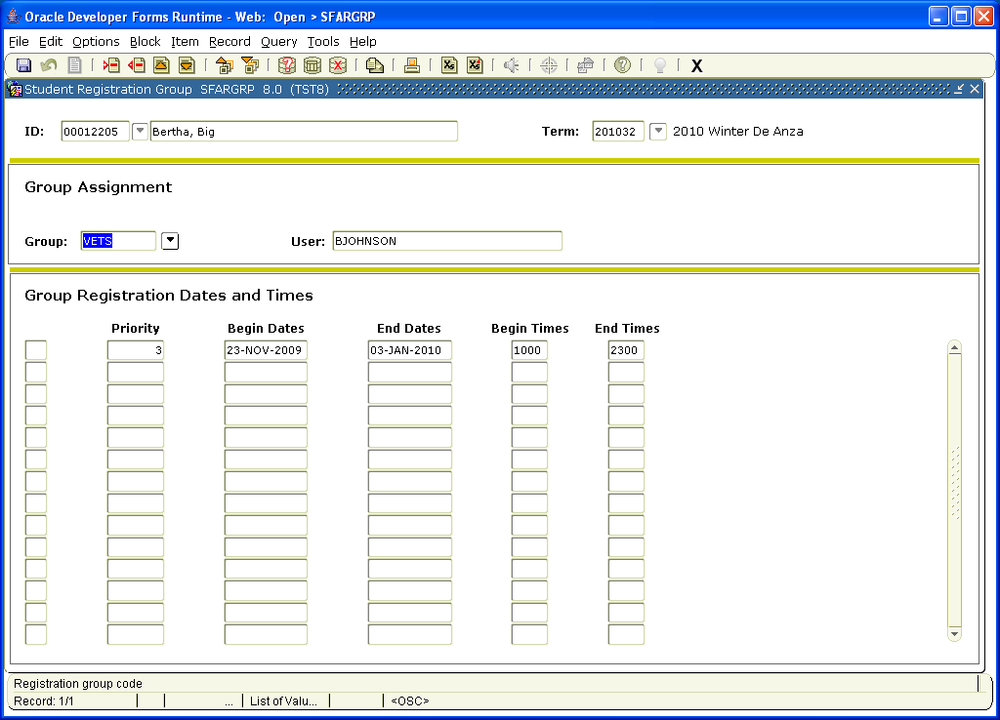 Oracle Developer Forms Runtime - Web: Open > SFARGRP
File Edit Options Block Item Record Query Tools Help
X
Student Registration Group SFARGRP 8.0 (TST8)
ID: 00012205 Bertha, Big Term: 201032 2010 Winter De Anza
Group Assignment
Group: VETS User: BJOHNSON
Group Registration Dates and Times
Priority Begin Dates End Dates Begin Times End Times
3 23-NOV-2009 03-JAN-2010 1000 2300
Registration group code
Record: 1/1 ... List of Valu... <OSC>